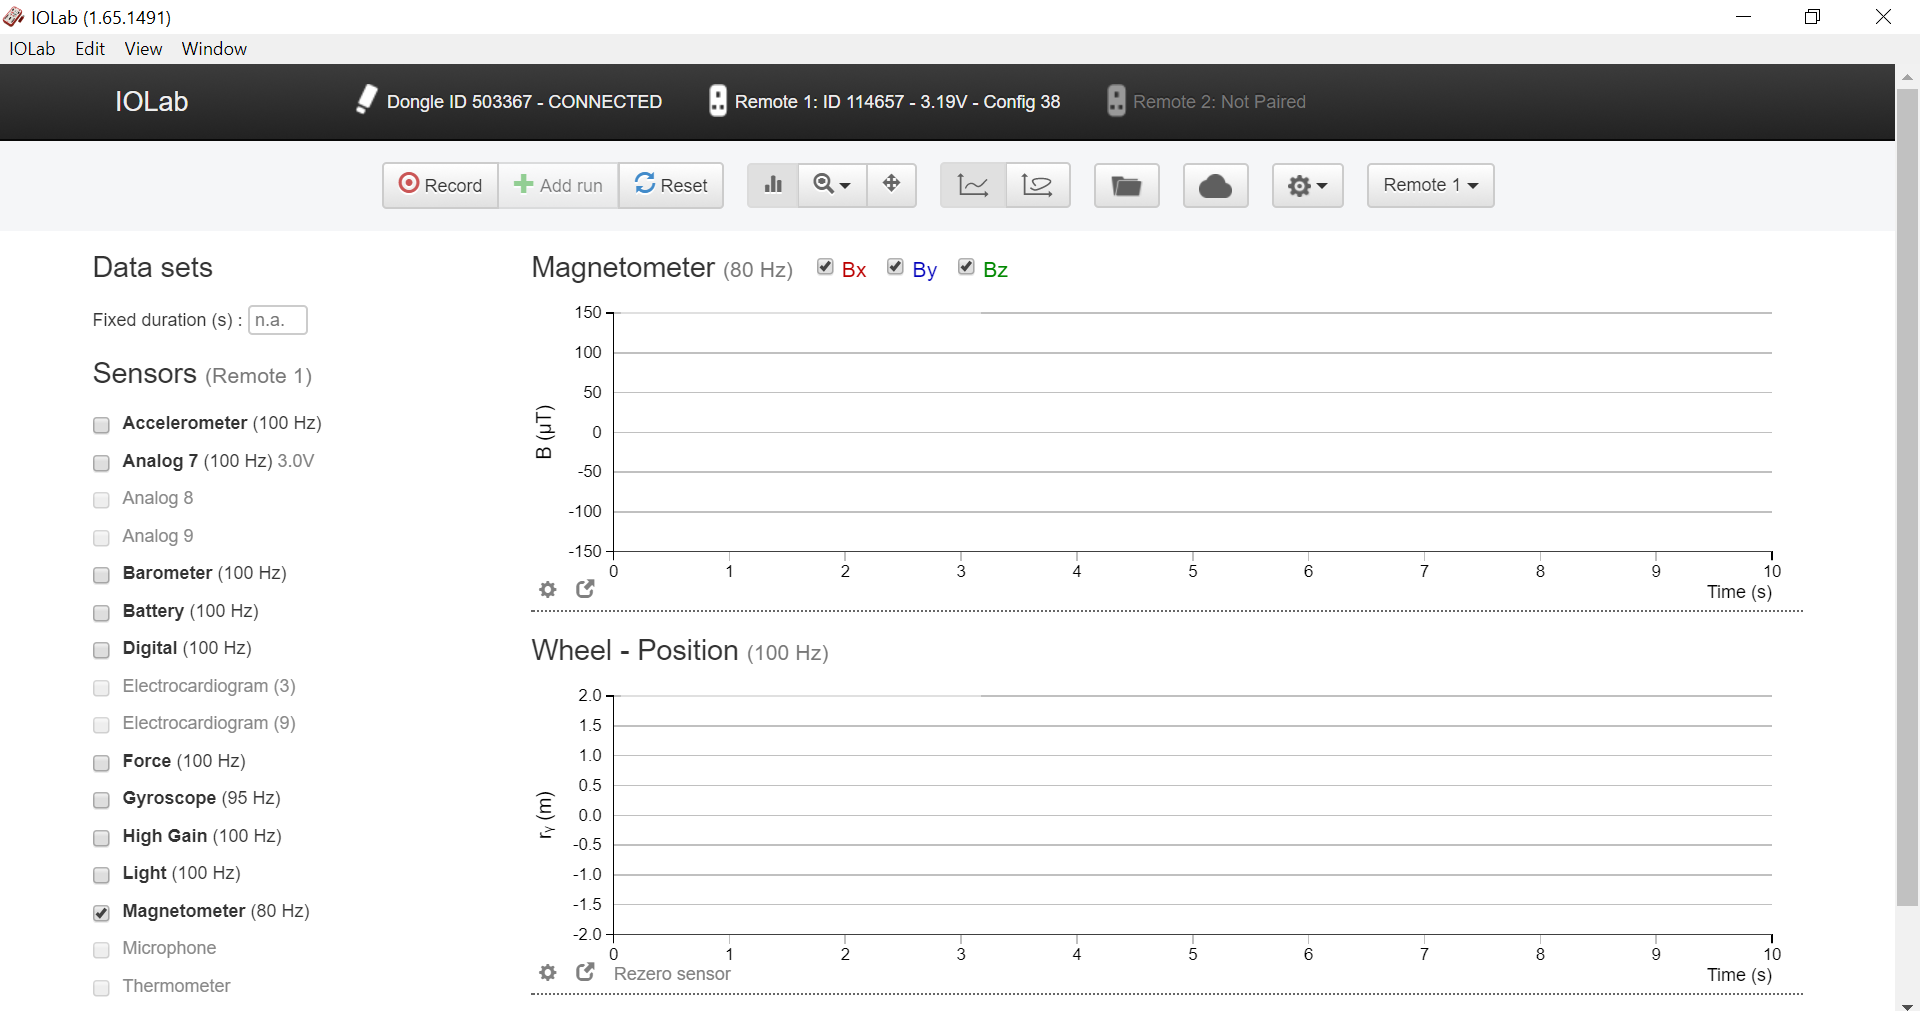 IOLab (1.65.1491)
IOLab Edit View Window
IOLab Dongle ID 503367 - CONNECTED Remote 1: ID 114657 - 3.19V - Config 38 Remote 2: Not Paired
Record Add run Reset Remote 1
Data sets
Fixed duration (s) : n.a.
Sensors (Remote 1)
Accelerometer (100 Hz)
Analog 7 (100 Hz) 3.0V
Analog 8
Analog 9
Barometer (100 Hz)
Battery (100 Hz)
Digital (100 Hz)
Electrocardiogram (3)
Electrocardiogram (9)
Force (100 Hz)
Gyroscope (95 Hz)
High Gain (100 Hz)
Light (100 Hz)
Magnetometer (80 Hz)
Microphone
Thermometer
Magnetometer (80 Hz) Bx By Bz
150
100
50
0
-50
-100
-150
B (μT)
0 1 2 3 4 5 6 7 8 9 10
Time (s)
Wheel - Position (100 Hz)
2.0
1.5
1.0
0.5
0.0
-0.5
-1.0
-1.5
-2.0
rᵧ (m)
0 1 2 3 4 5 6 7 8 9 10
Rezero sensor Time (s)